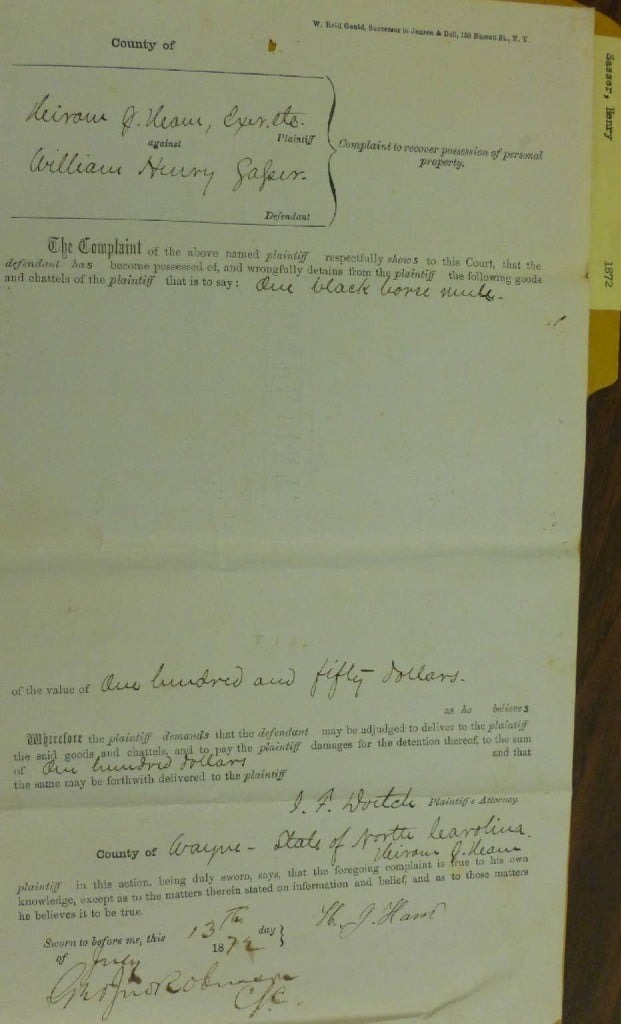 W. Reid Gould, Successor to Jansen & Bell, 156 Nassau St., N. Y.
County of
Heiram J. Ham, Exer. etc.
against Plaintiff
William Henry Sasser.
Defendant
Complaint to recover possession of personal
property.
The Complaint of the above named plaintiff respectfully shows to this Court, that the
defendant has become possessed of, and wrongfully detains from the plaintiff the following goods
and chattels of the plaintiff that is to say: One black horse mule.
of the value of One hundred and fifty dollars.
as he believes
Wherefore the plaintiff demands that the defendant may be adjudged to deliver to the plaintiff
the said goods and chattels, and to pay the plaintiff damages for the detention thereof, to the sum
of One hundred dollars and that
the same may be forthwith delivered to the plaintiff
Plaintiff's Attorney.
County of Wayne - State of North Carolina.
Heiram J. Ham
plaintiff in this action, being duly sworn, says, that the foregoing complaint is true to his own
knowledge, except as to the matters therein stated on information and belief, and as to those matters
he believes it to be true.
Sworn to before me, this 13th day
of 1872
H. J. Ham
Robinson
CSC.
Sasser, Henry 1872